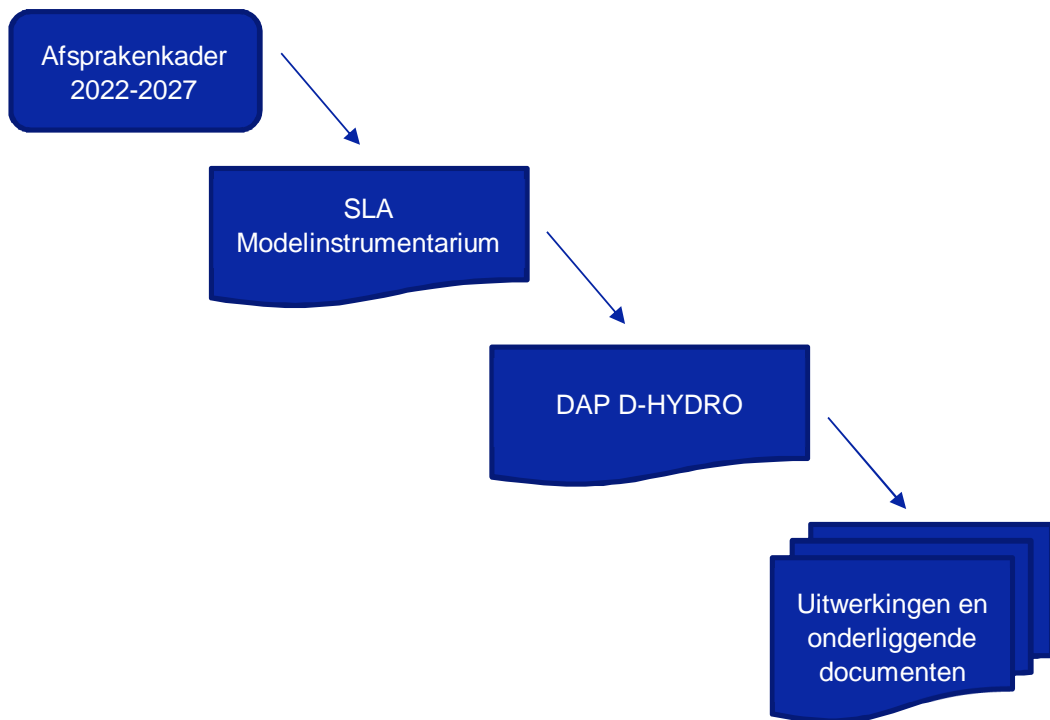 Afsprakenkader
2022-2027
SLA
Modelinstrumentarium
DAP D-HYDRO
Uitwerkingen en
onderliggende
documenten